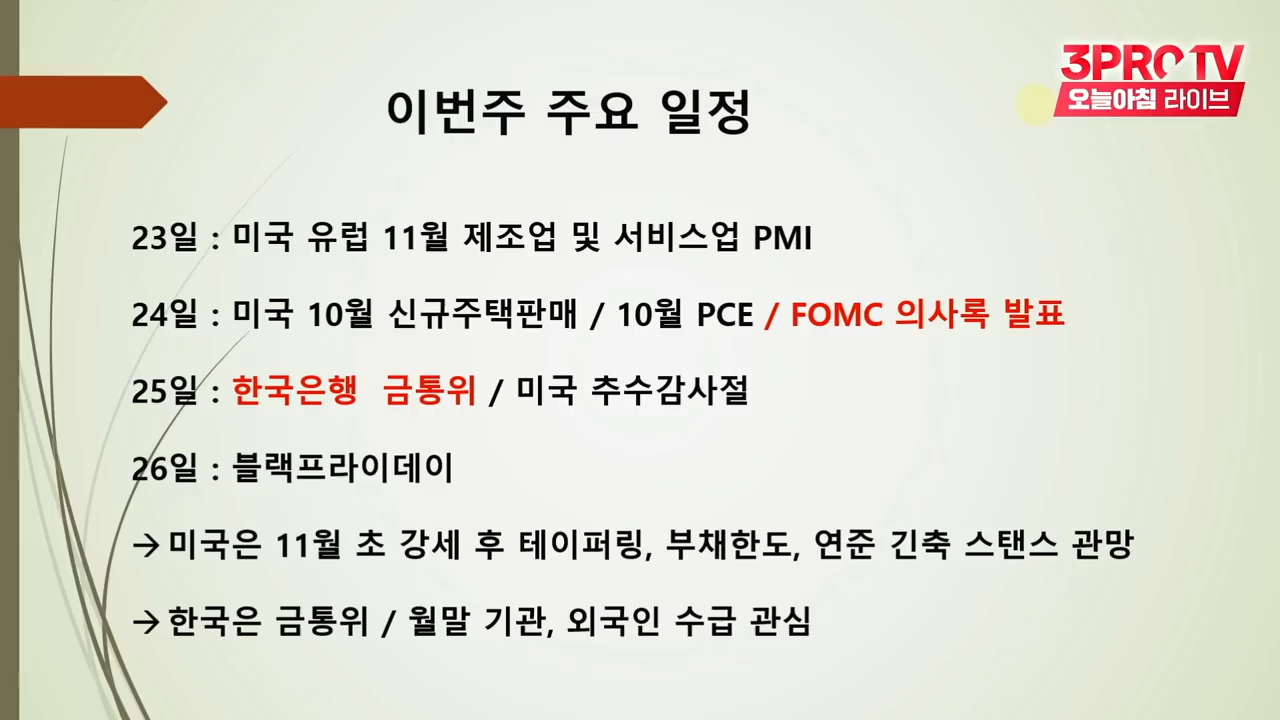 3PROTV
오늘아침 라이브
이번주 주요 일정
23일 : 미국 유럽 11월 제조업 및 서비스업 PMI
24일 : 미국 10월 신규주택판매 / 10월 PCE / FOMC 의사록 발표
25일 : 한국은행 금통위 / 미국 추수감사절
26일 : 블랙프라이데이
→ 미국은 11월 초 강세 후 테이퍼링, 부채한도, 연준 긴축 스탠스 관망
→ 한국은 금통위 / 월말 기관, 외국인 수급 관심